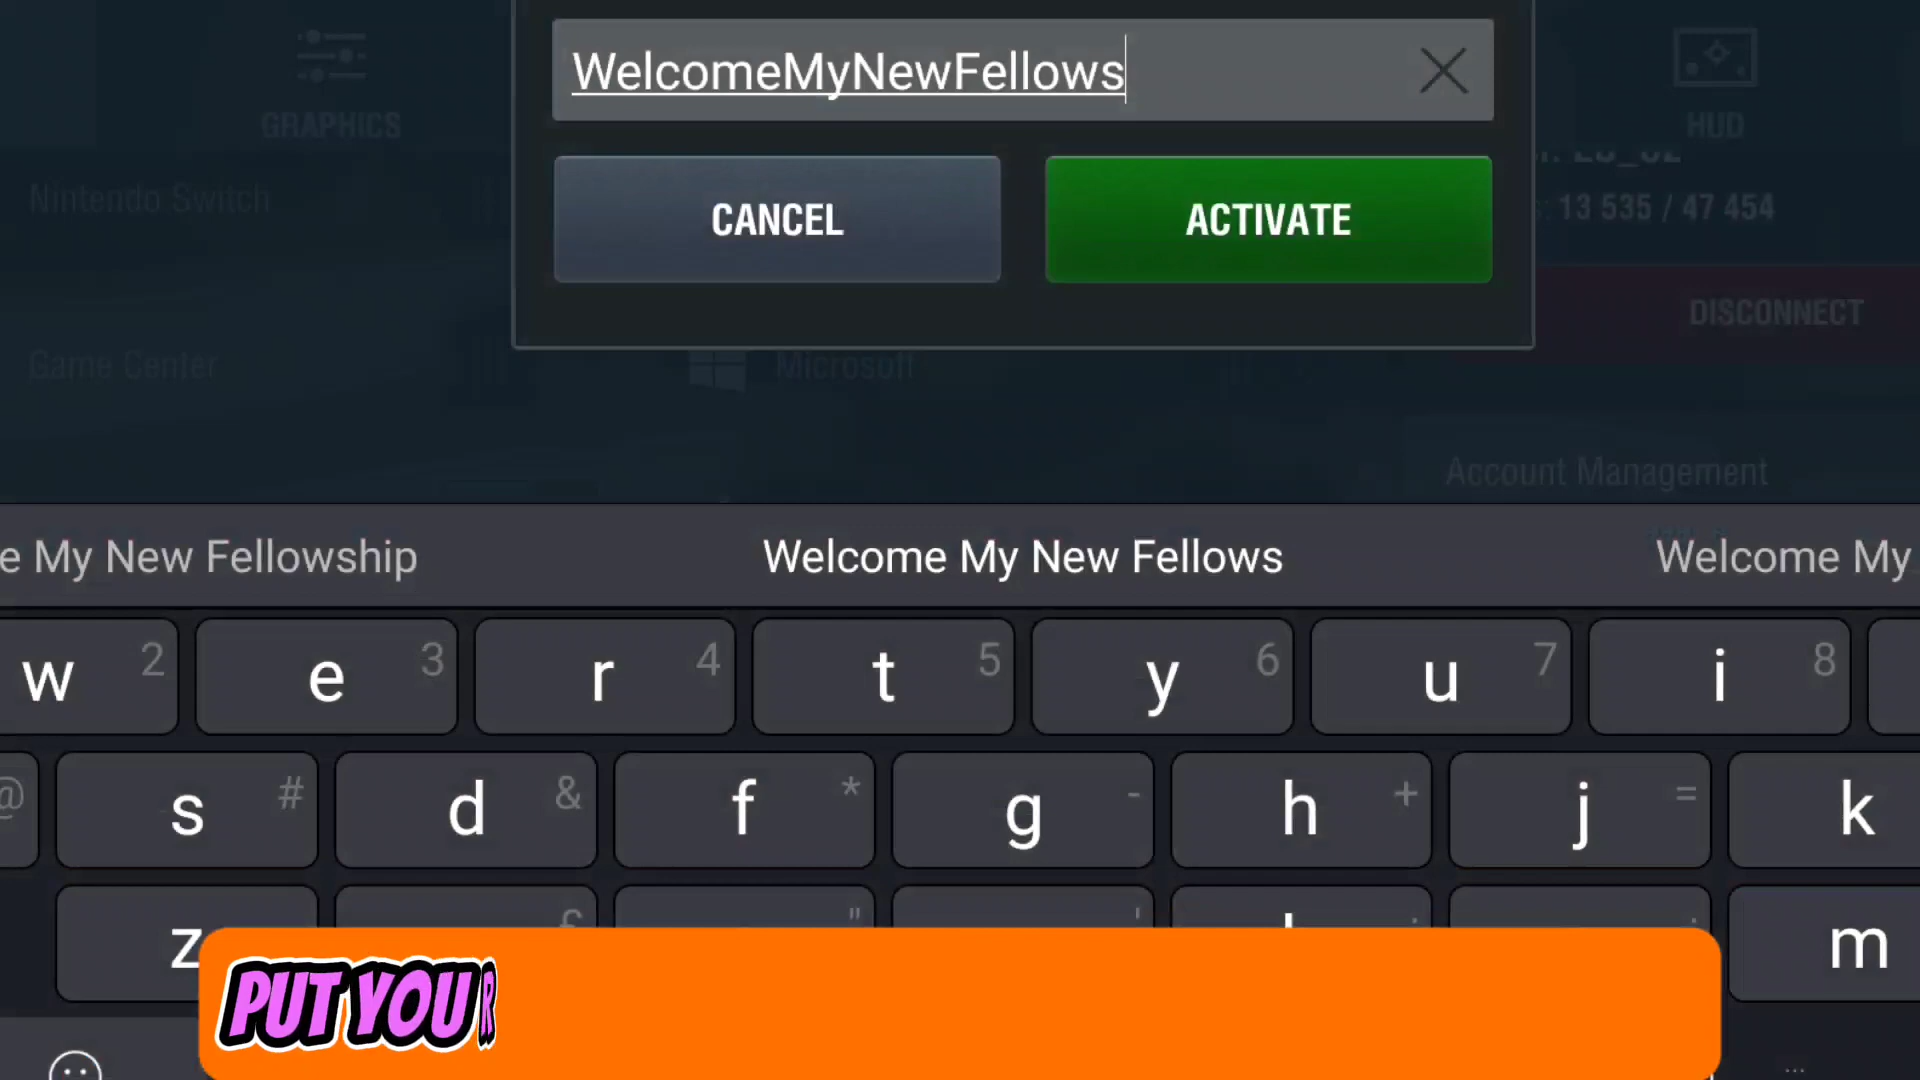 WelcomeMyNewFellows
GRAPHICS
HUD
Nintendo Switch
13 535 / 47 454
CANCEL
ACTIVATE
DISCONNECT
Game Center
Microsoft
Account Management
e My New Fellowship
Welcome My New Fellows
Welcome My
w 2 e 3 r 4 t 5 y 6 u 7 i 8
@ s # d & f * g - h + j = k
z m
PUT YOUR